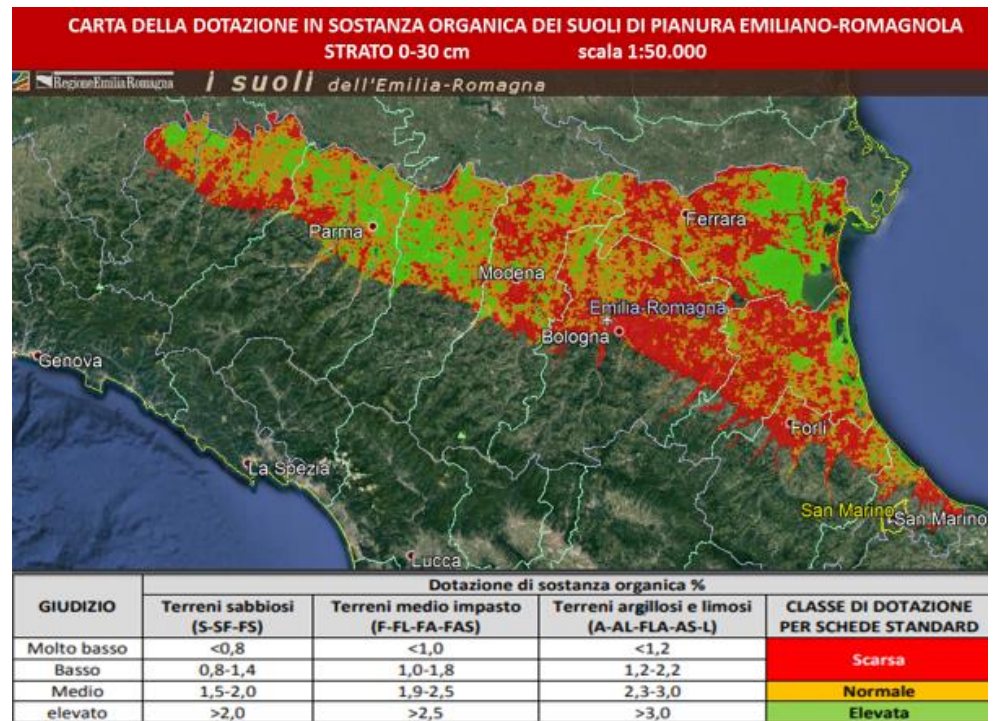 CARTA DELLA DOTAZIONE IN SOSTANZA ORGANICA DEI SUOLI DI PIANURA EMILIANO-ROMAGNOLA
STRATO 0-30 cm scala 1:50.000
RegioneEmiliaRomagna i suoli dell'Emilia-Romagna
Ferrara
Parma
Modena
Emilia-Romagna
Bologna
Genova
Forlì
La Spezia
San Marino
San Marino
Lucca
GIUDIZIO
Dotazione di sostanza organica %
Terreni sabbiosi (S-SF-FS)
Terreni medio impasto (F-FL-FA-FAS)
Terreni argillosi e limosi (A-AL-FLA-AS-L)
CLASSE DI DOTAZIONE PER SCHEDE STANDARD
Molto basso <0,8 <1,0 <1,2 Scarsa
Basso 0,8-1,4 1,0-1,8 1,2-2,2
Medio 1,5-2,0 1,9-2,5 2,3-3,0 Normale
elevato >2,0 >2,5 >3,0 Elevata